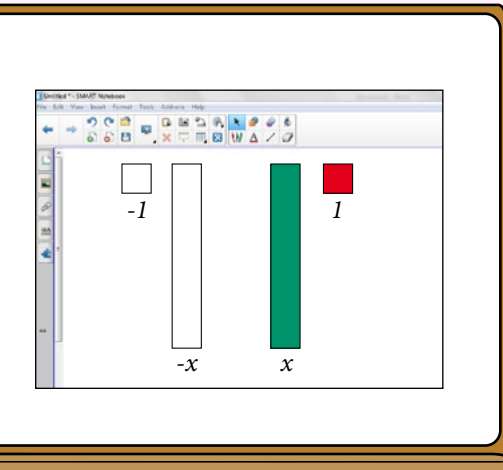 Untitled * - SMART Notebook
File Edit View Insert Format Tools Add-ons Help
-1
1
-x
x